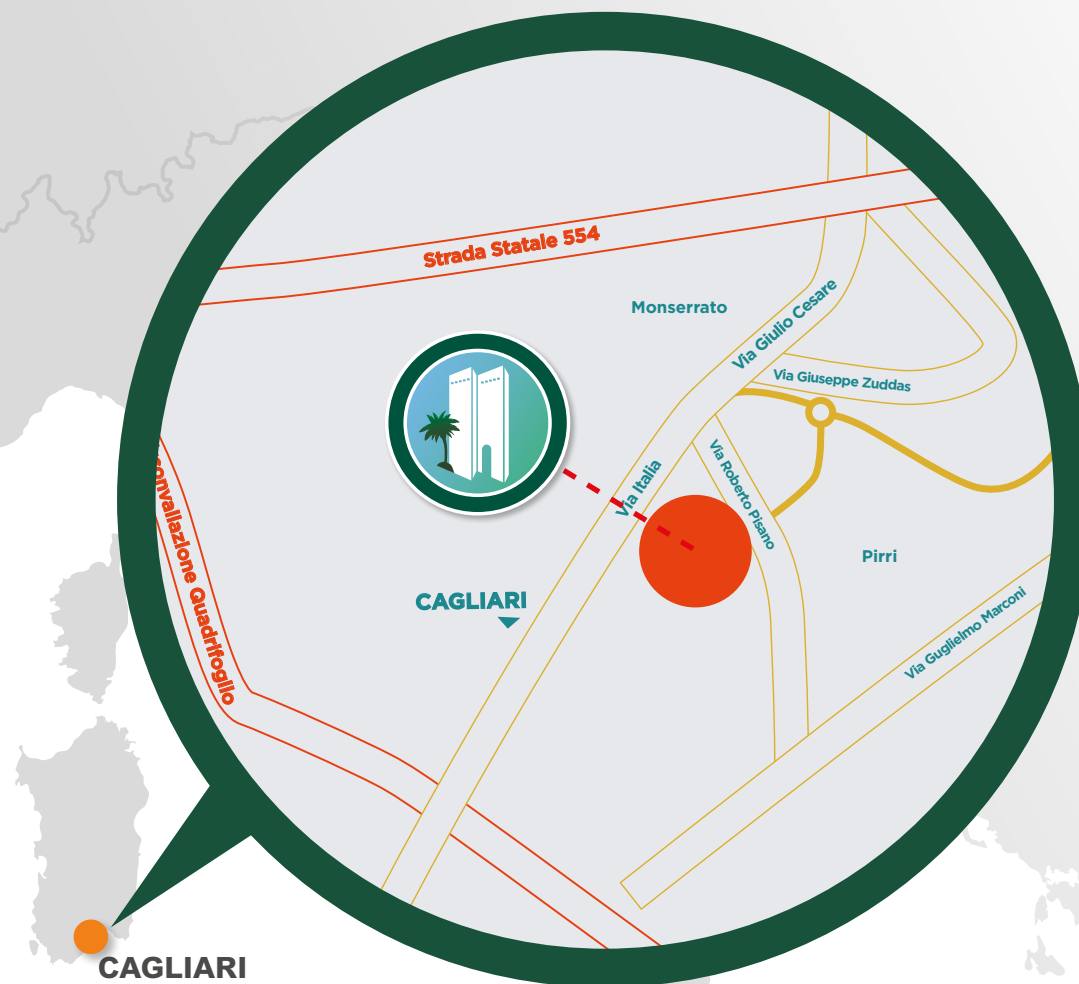 Strada Statale 554
Monserrato
Via Giulio Cesare
Via Giuseppe Zuddas
Via Italia
Via Roberto Pisano
Pirri
Quadrifoglio
CAGLIARI
Via Guglielmo Marconi
CAGLIARI